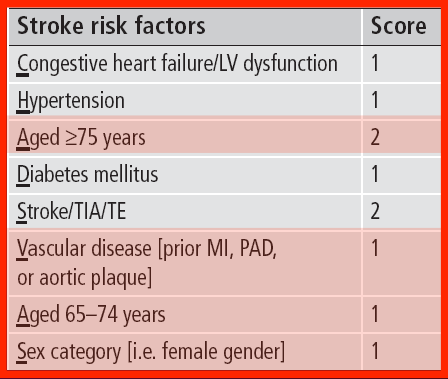 Stroke risk factors Score
Congestive heart failure/LV dysfunction 1
Hypertension 1
Aged ≥75 years 2
Diabetes mellitus 1
Stroke/TIA/TE 2
Vascular disease [prior MI, PAD, 1
or aortic plaque]
Aged 65–74 years 1
Sex category [i.e. female gender] 1